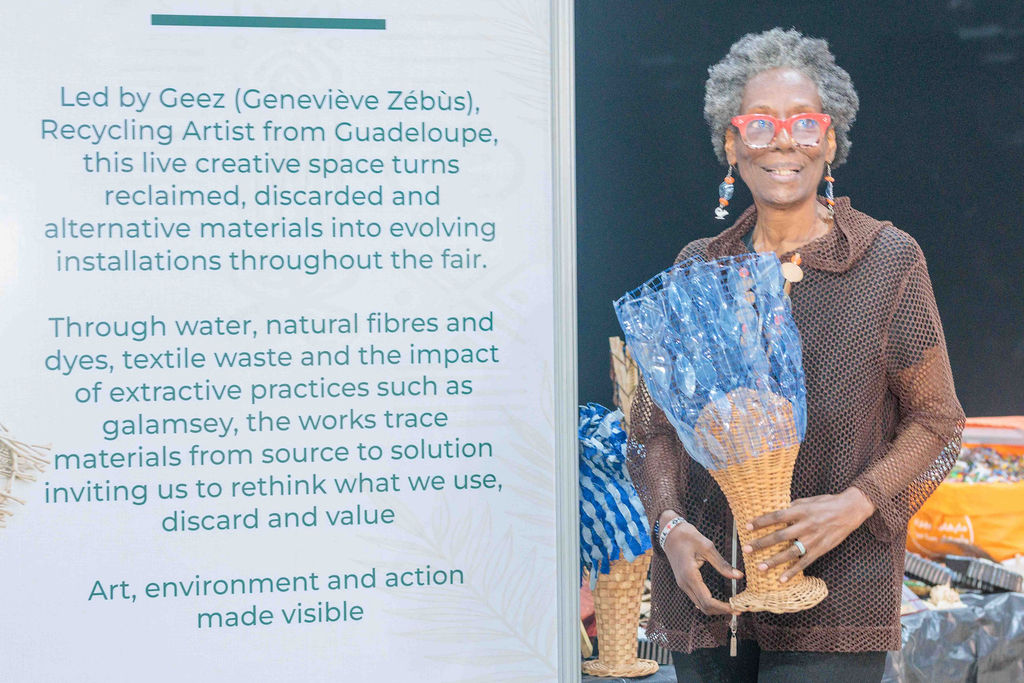 Led by Geez (Geneviève Zébùs),
Recycling Artist from Guadeloupe,
this live creative space turns
reclaimed, discarded and
alternative materials into evolving
installations throughout the fair.
Through water, natural fibres and
dyes, textile waste and the impact
of extractive practices such as
galamsey, the works trace
materials from source to solution
inviting us to rethink what we use,
discard and value
Art, environment and action
made visible